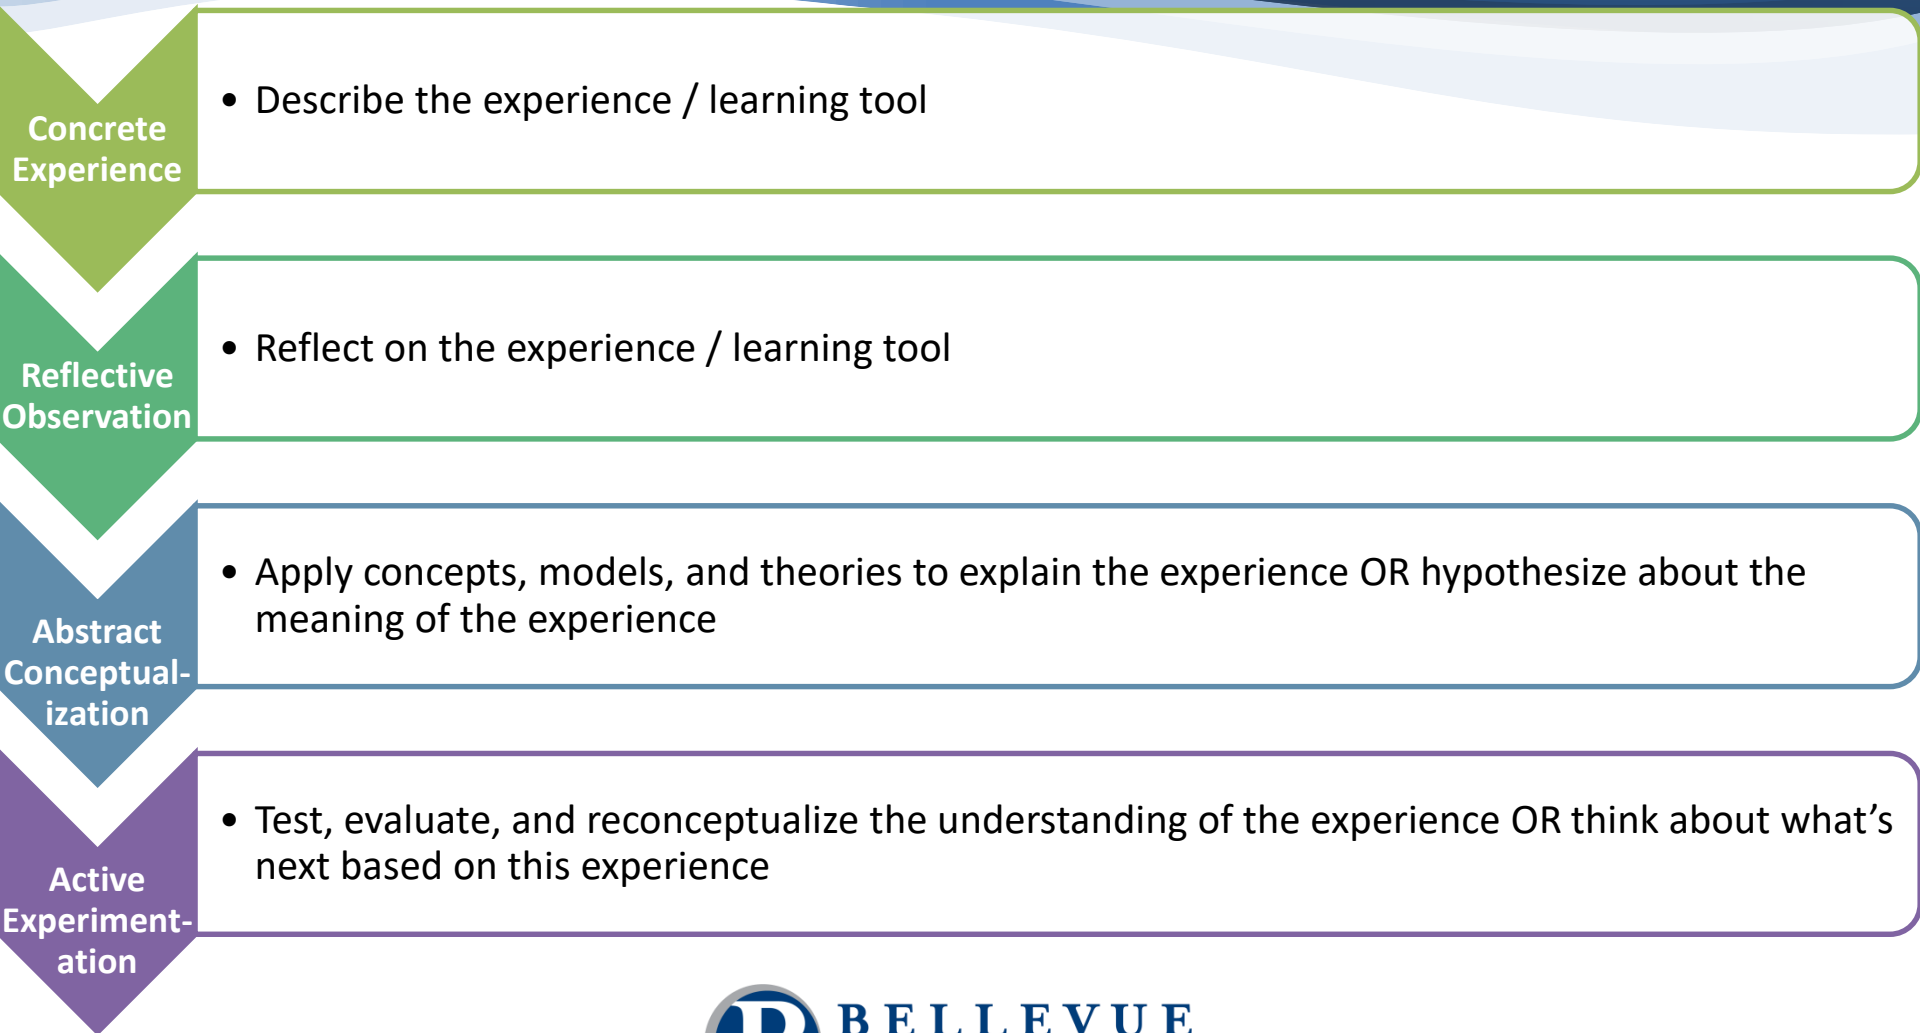 Concrete
Experience
• Describe the experience / learning tool
Reflective
Observation
• Reflect on the experience / learning tool
Abstract
Conceptual-
ization
• Apply concepts, models, and theories to explain the experience OR hypothesize about the
meaning of the experience
Active
Experiment-
ation
• Test, evaluate, and reconceptualize the understanding of the experience OR think about what’s
next based on this experience
BELLEVUE